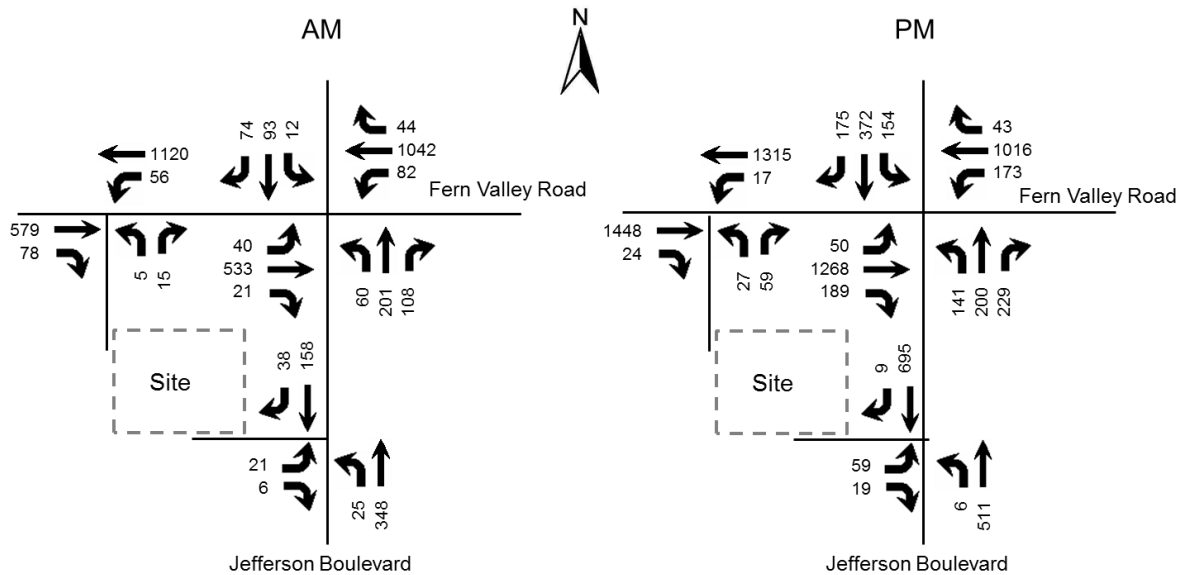 AM
N
PM
74 93 12
44
1042
82
1120
56
Fern Valley Road
579
78
5 15
40
533
21
60 201 108
Site
38 158
21
6
25 348
Jefferson Boulevard
175 372 154
43
1016
173
1315
17
Fern Valley Road
1448
24
27 59
50
1268
189
141 200 229
Site
9 695
59
19
6 511
Jefferson Boulevard